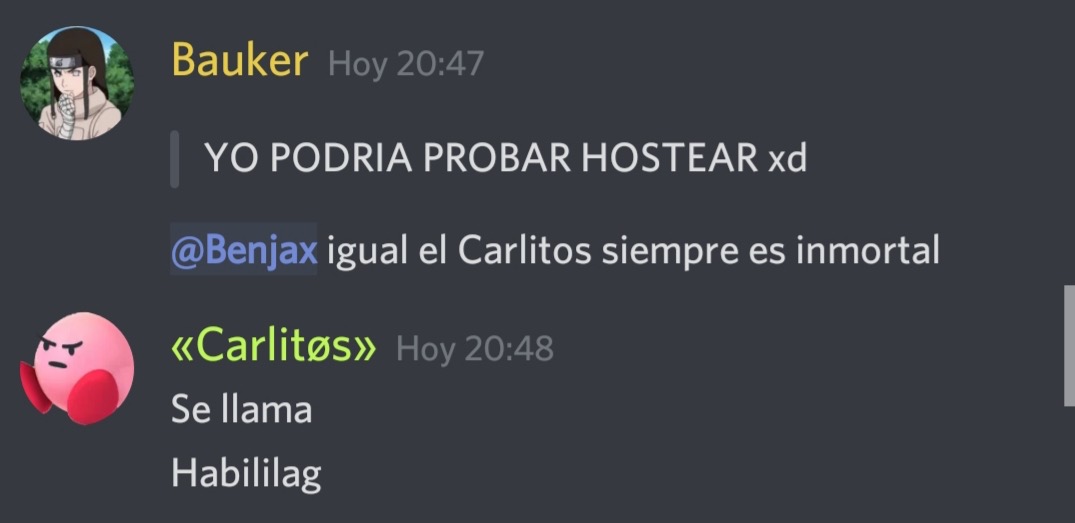 Bauker Hoy 20:47
YO PODRIA PROBAR HOSTEAR xd
@Benjax igual el Carlitos siempre es inmortal
«Carlitøs» Hoy 20:48
Se llama
Habililag